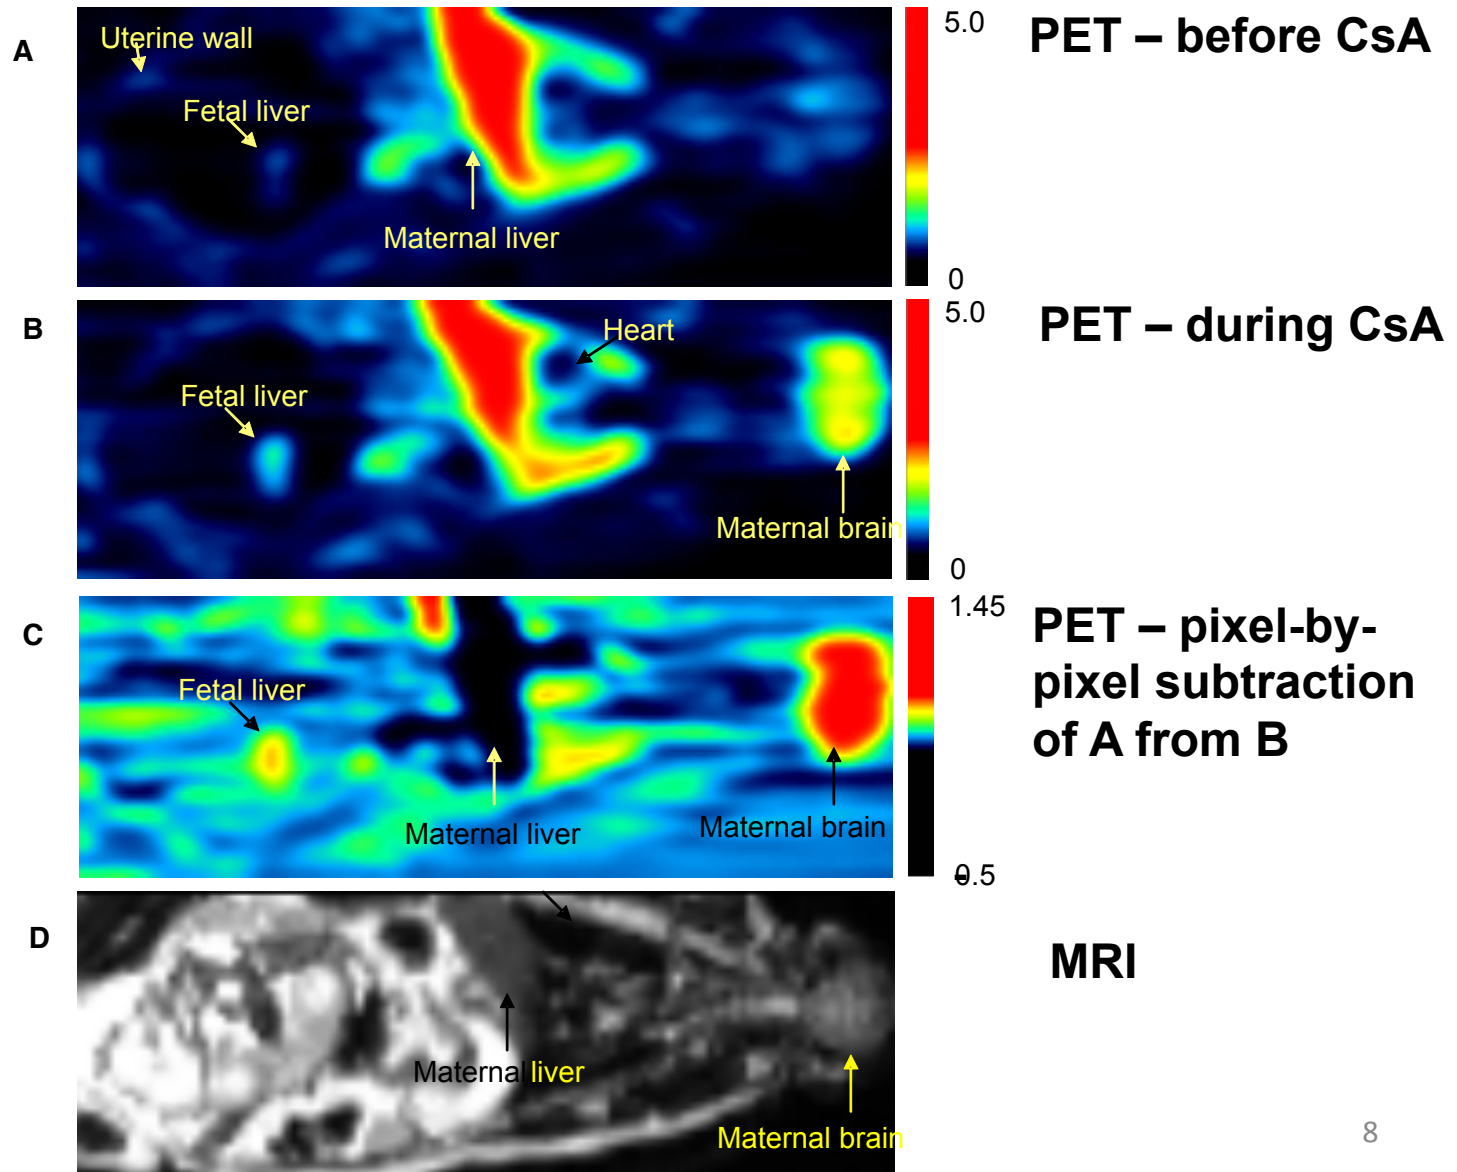 A
Uterine wall
Fetal liver
Maternal liver
5.0
0
PET – before CsA
B
Heart
Fetal liver
Maternal brain
5.0
0
PET – during CsA
C
Fetal liver
Maternal liver
Maternal brain
1.45
-0.5
PET – pixel-by-
pixel subtraction
of A from B
D
Maternal liver
Maternal brain
MRI
8